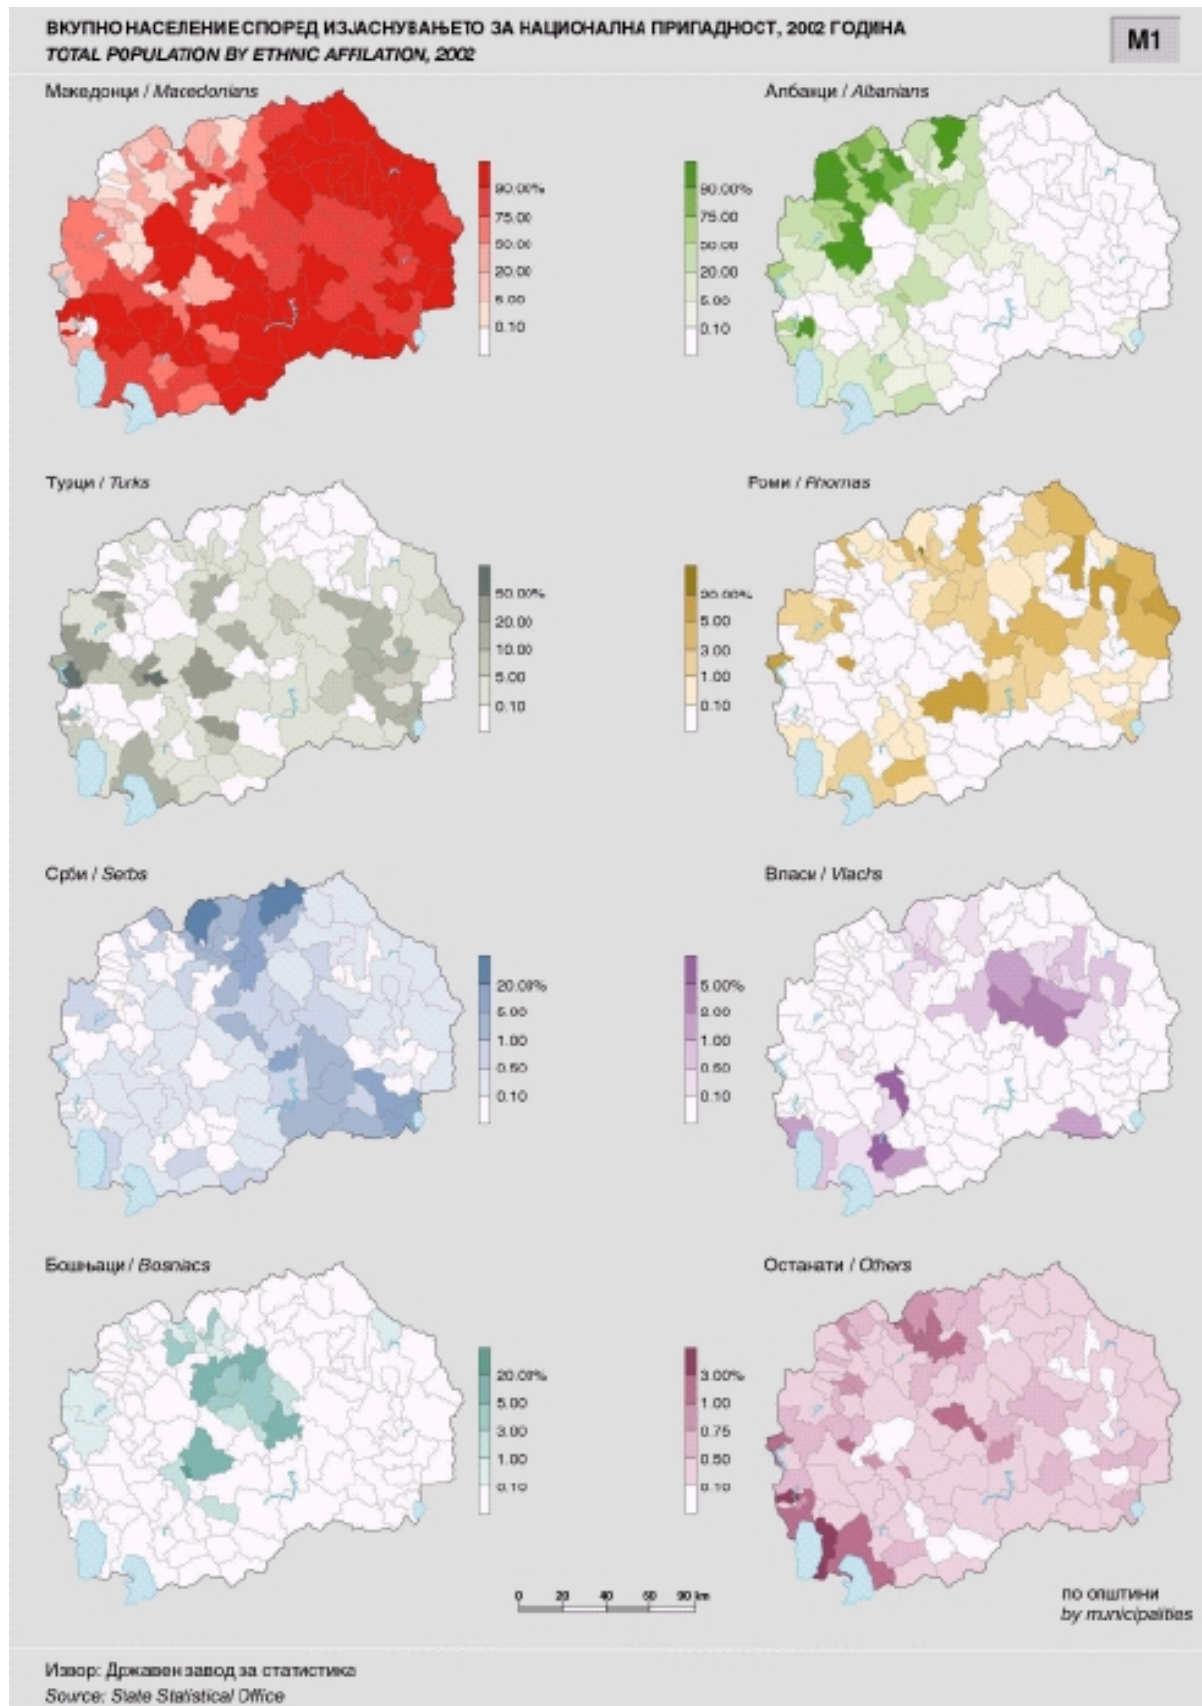 ВКУПНО НАСЕЛЕНИЕ СПОРЕД ИЗЈАСНУВАЊЕТО ЗА НАЦИОНАЛНА ПРИПАДНОСТ, 2002 ГОДИНА
TOTAL POPULATION BY ETHNIC AFFILATION, 2002
M1
Македонци / Macedonians
90.00%
75.00
50.00
20.00
5.00
0.10
Албанци / Albanians
90.00%
75.00
50.00
20.00
5.00
0.10
Турци / Turks
50.00%
20.00
10.00
5.00
0.10
Роми / Rhomas
20.00%
5.00
3.00
1.00
0.10
Срби / Serbs
20.00%
5.00
1.00
0.50
0.10
Власи / Vlachs
5.00%
2.00
1.00
0.50
0.10
Бошњаци / Bosniacs
20.00%
5.00
3.00
1.00
0.10
Останати / Others
3.00%
1.00
0.75
0.50
0.10
0 20 40 60 80 km
по општини
by municipalities
Извор: Државен завод за статистика
Source: State Statistical Office